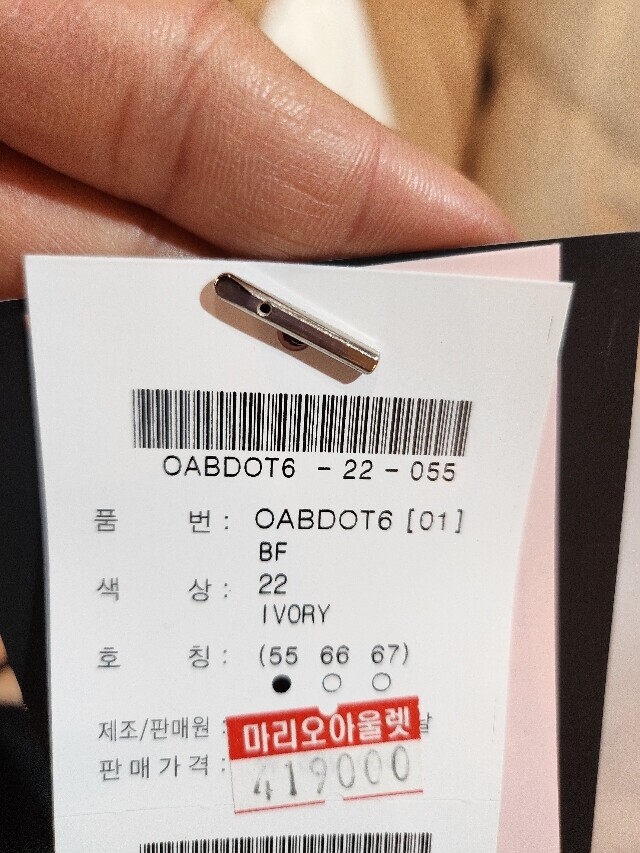 OABDOT6 - 22 - 055
품 번 : OABDOT6 [01]
BF
색 상 : 22
IVORY
호 칭 : (55 66 67)
제조/판매원 : 마리오아울렛
판매가격 : 419000